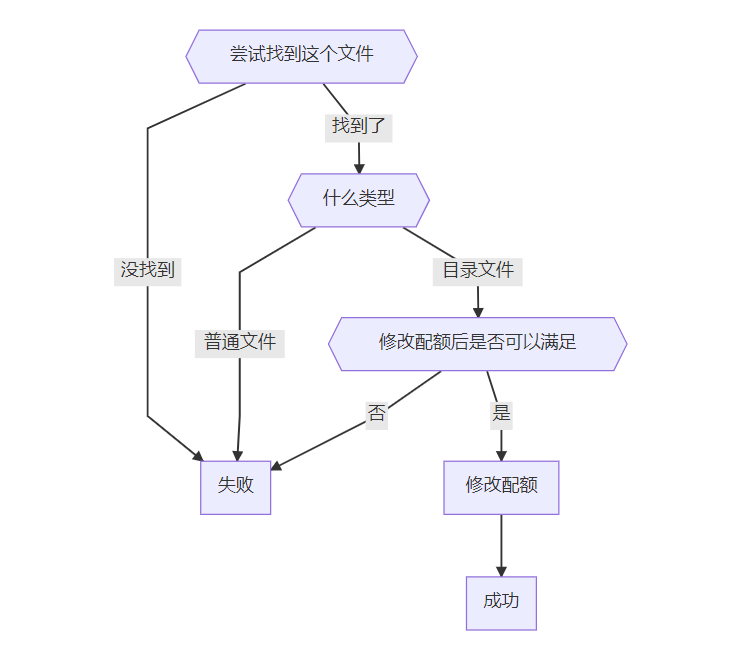 尝试找到这个文件
找到了
什么类型
没找到
目录文件
普通文件
修改配额后是否可以满足
否
是
失败
修改配额
成功